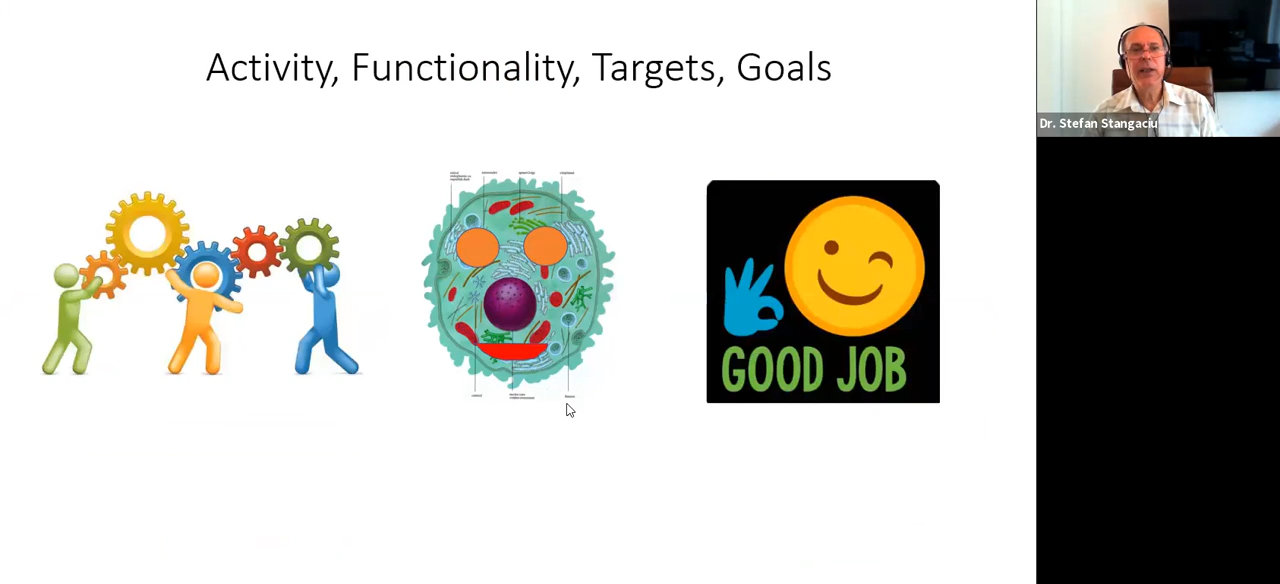 Activity, Functionality, Targets, Goals
Dr. Stefan Stangaciu
GOOD JOB